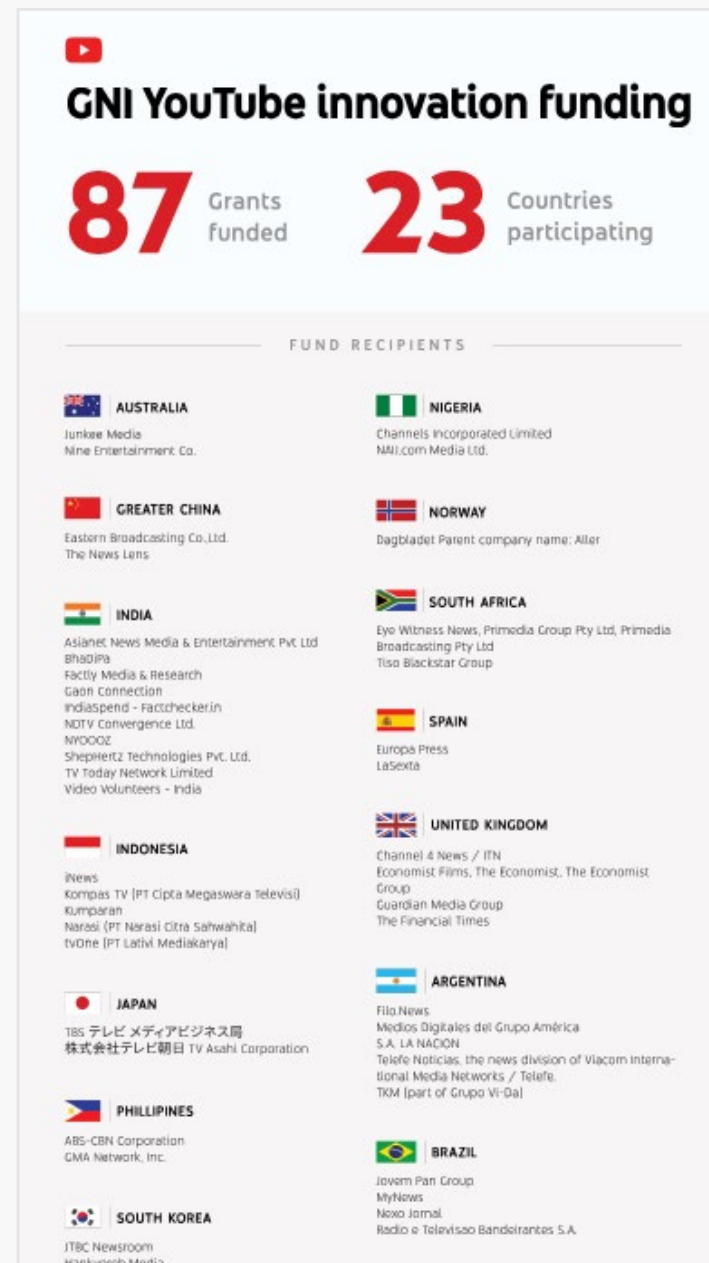 GNI YouTube innovation funding
87 Grants funded
23 Countries participating
FUND RECIPIENTS
AUSTRALIA
Junkee Media
Nine Entertainment Co.
GREATER CHINA
Eastern Broadcasting Co.,Ltd.
The News Lens
INDIA
Asianet News Media & Entertainment Pvt Ltd
BhaDiPa
Factly Media & Research
Gaon Connection
IndiaSpend - Factchecker.in
NDTV Convergence Ltd.
NYOOOZ
ShepHertz Technologies Pvt. Ltd.
TV Today Network Limited
Video Volunteers - India
INDONESIA
iNews
Kompas TV (PT Cipta Megaswara Televisi)
Kumparan
Narasi (PT Narasi Citra Sahwahita)
tvOne (PT Lativi Mediakarya)
JAPAN
TBS テレビ メディアビジネス局
株式会社テレビ朝日 TV Asahi Corporation
PHILLIPINES
ABS-CBN Corporation
GMA Network, Inc.
SOUTH KOREA
JTBC Newsroom
Hankyoreh Media
NIGERIA
Channels Incorporated Limited
NAIJ.com Media Ltd.
NORWAY
Dagbladet Parent company name: Aller
SOUTH AFRICA
Eye Witness News, Primedia Group Pty Ltd, Primedia
Broadcasting Pty Ltd
Tiso Blackstar Group
SPAIN
Europa Press
LaSexta
UNITED KINGDOM
Channel 4 News / ITN
Economist Films, The Economist, The Economist
Group
Guardian Media Group
The Financial Times
ARGENTINA
Filo.News
Medios Digitales del Grupo América
S.A. LA NACION
Telefe Noticias, the news division of Viacom Interna-
tional Media Networks / Telefe.
TKM (part of Grupo Vi-Da)
BRAZIL
Jovem Pan Group
MyNews
Nexo Jornal
Radio e Televisao Bandeirantes S.A.